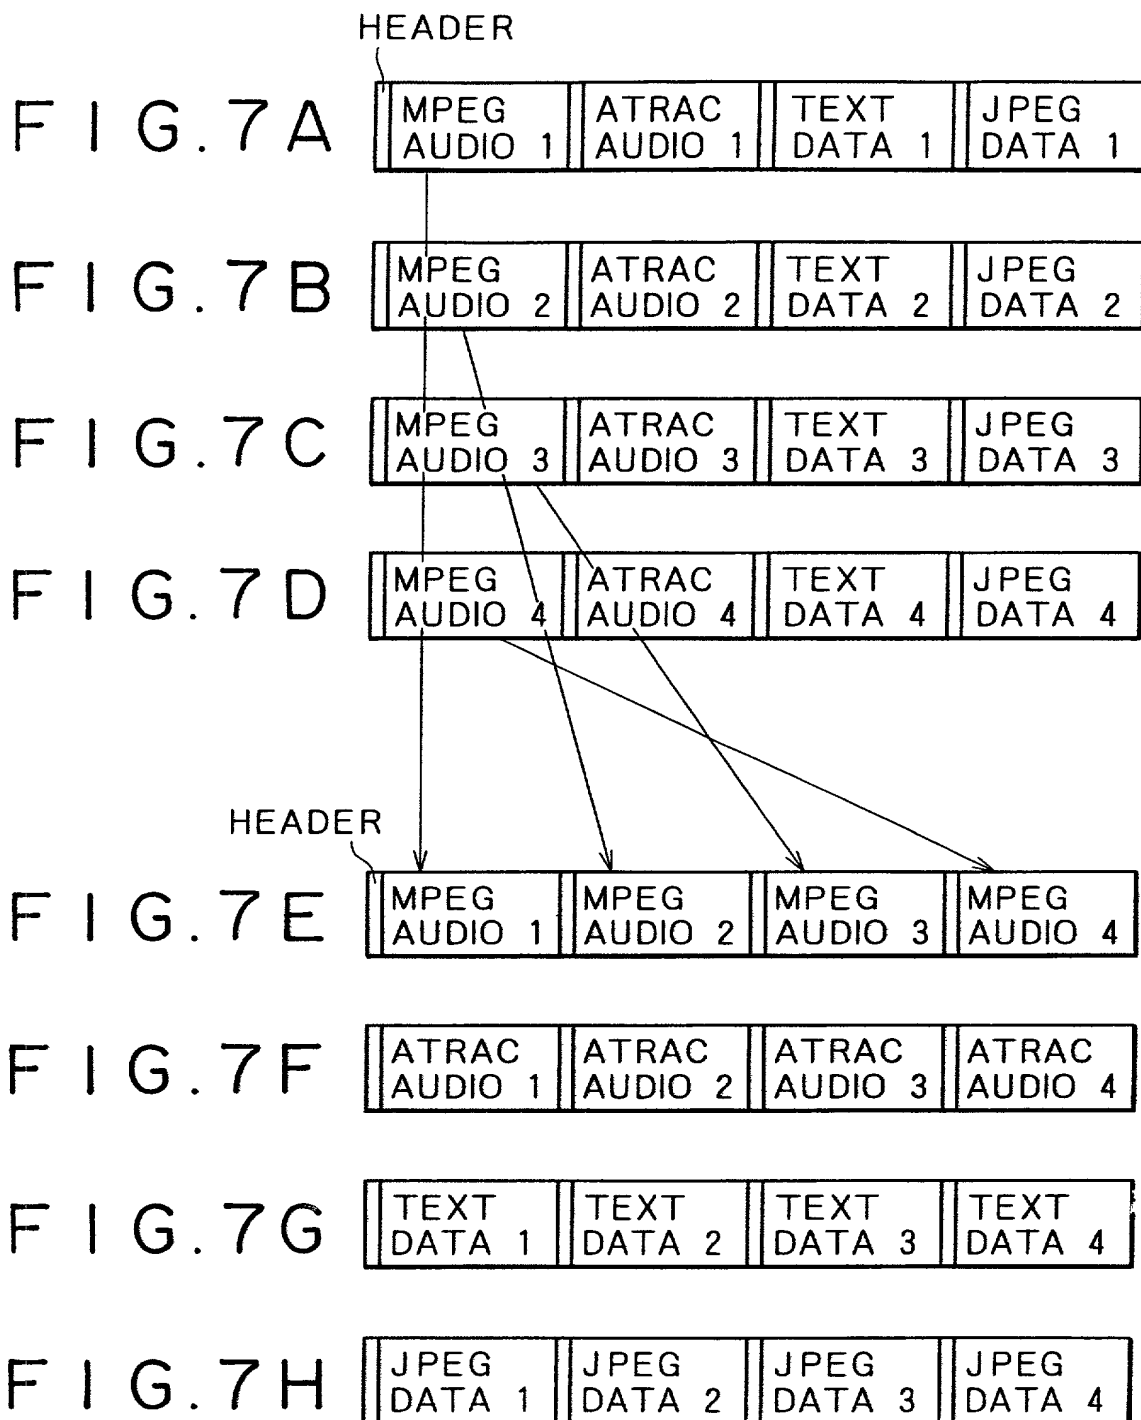 HEADER
FIG.7A
MPEG ATRAC TEXT JPEG
AUDIO 1 AUDIO 1 DATA 1 DATA 1
FIG.7B
MPEG ATRAC TEXT JPEG
AUDIO 2 AUDIO 2 DATA 2 DATA 2
FIG.7C
MPEG ATRAC TEXT JPEG
AUDIO 3 AUDIO 3 DATA 3 DATA 3
FIG.7D
MPEG ATRAC TEXT JPEG
AUDIO 4 AUDIO 4 DATA 4 DATA 4
HEADER
FIG.7E
MPEG MPEG MPEG MPEG
AUDIO 1 AUDIO 2 AUDIO 3 AUDIO 4
FIG.7F
ATRAC ATRAC ATRAC ATRAC
AUDIO 1 AUDIO 2 AUDIO 3 AUDIO 4
FIG.7G
TEXT TEXT TEXT TEXT
DATA 1 DATA 2 DATA 3 DATA 4
FIG.7H
JPEG JPEG JPEG JPEG
DATA 1 DATA 2 DATA 3 DATA 4